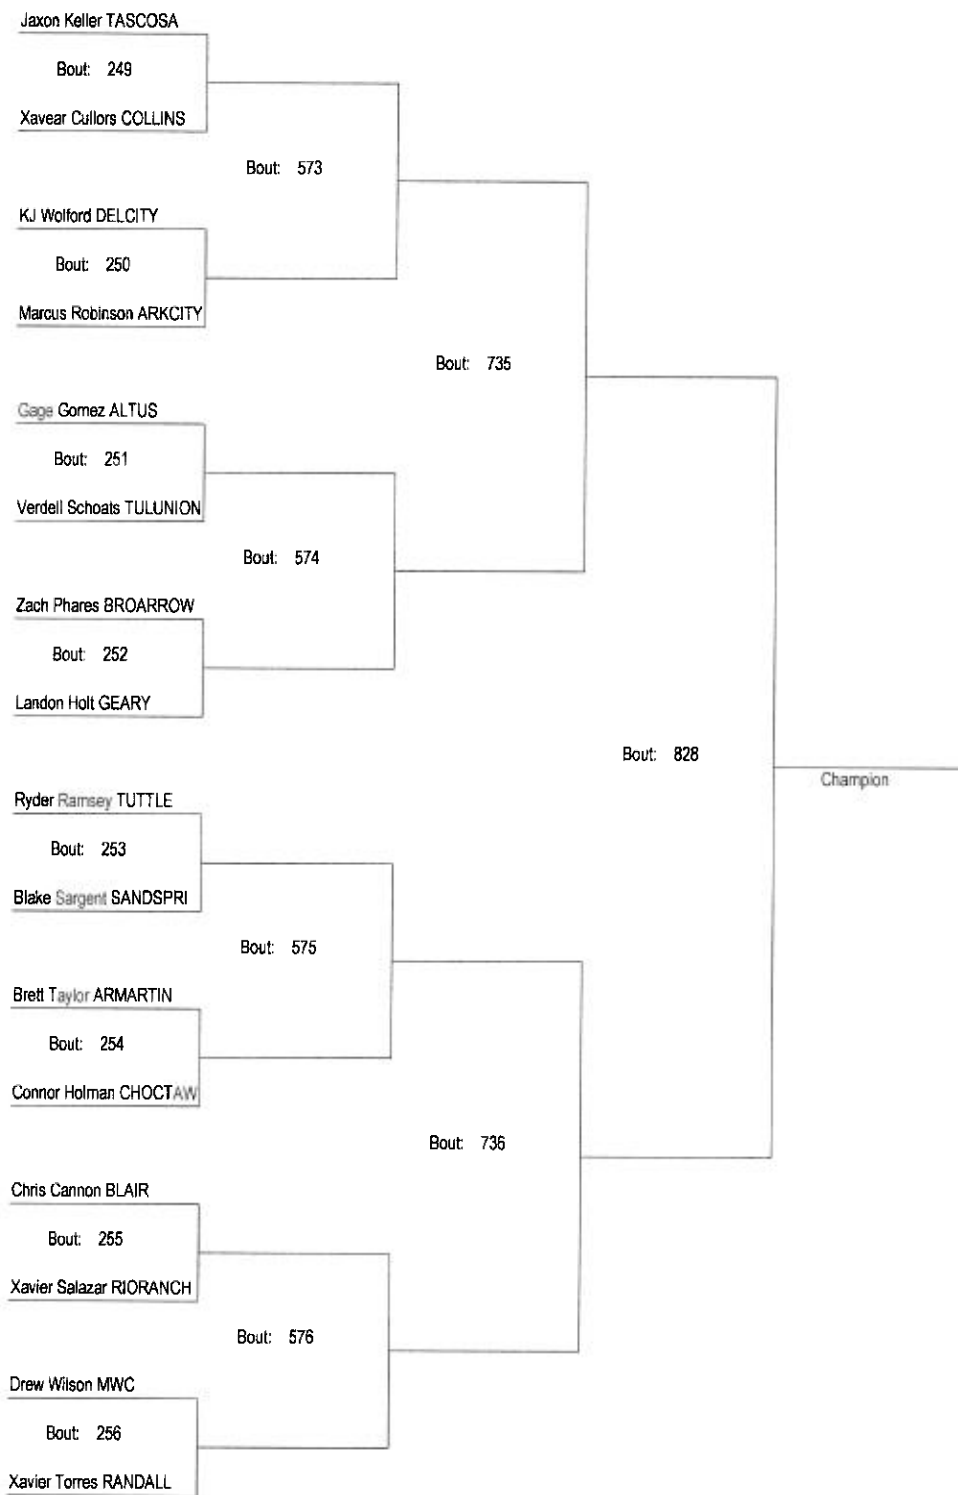 Jaxon Keller TASCOSA
Bout: 249
Xavear Cullors COLLINS
Bout: 573
KJ Wolford DELCITY
Bout: 250
Marcus Robinson ARKCITY
Bout: 735
Gage Gomez ALTUS
Bout: 251
Verdell Schoats TULUNION
Bout: 574
Zach Phares BROARROW
Bout: 252
Landon Holt GEARY
Bout: 828
Champion
Ryder Ramsey TUTTLE
Bout: 253
Blake Sargent SANDSPRI
Bout: 575
Brett Taylor ARMARTIN
Bout: 254
Connor Holman CHOCTAW
Bout: 736
Chris Cannon BLAIR
Bout: 255
Xavier Salazar RIORANCH
Bout: 576
Drew Wilson MWC
Bout: 256
Xavier Torres RANDALL